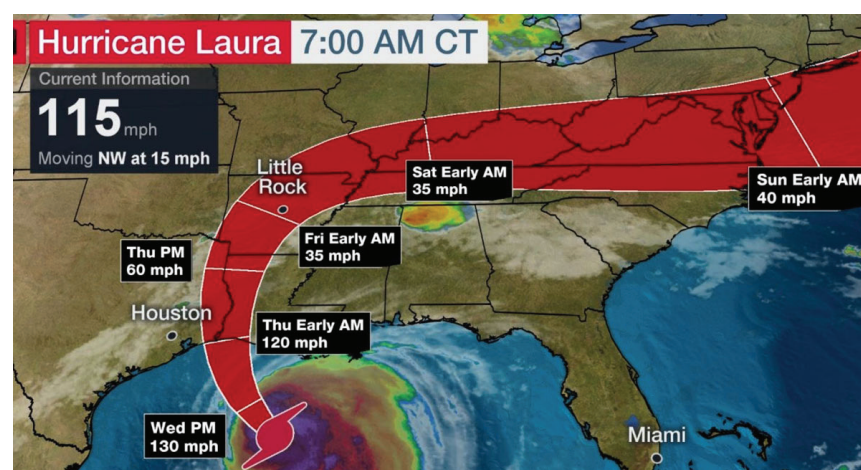 Hurricane Laura 7:00 AM CT
Current Information
115 mph
Moving NW at 15 mph
Little
Rock
Sat Early AM
35 mph
Sun Early AM
40 mph
Fri Early AM
35 mph
Thu PM
60 mph
Houston
Thu Early AM
120 mph
Wed PM
130 mph
Miami